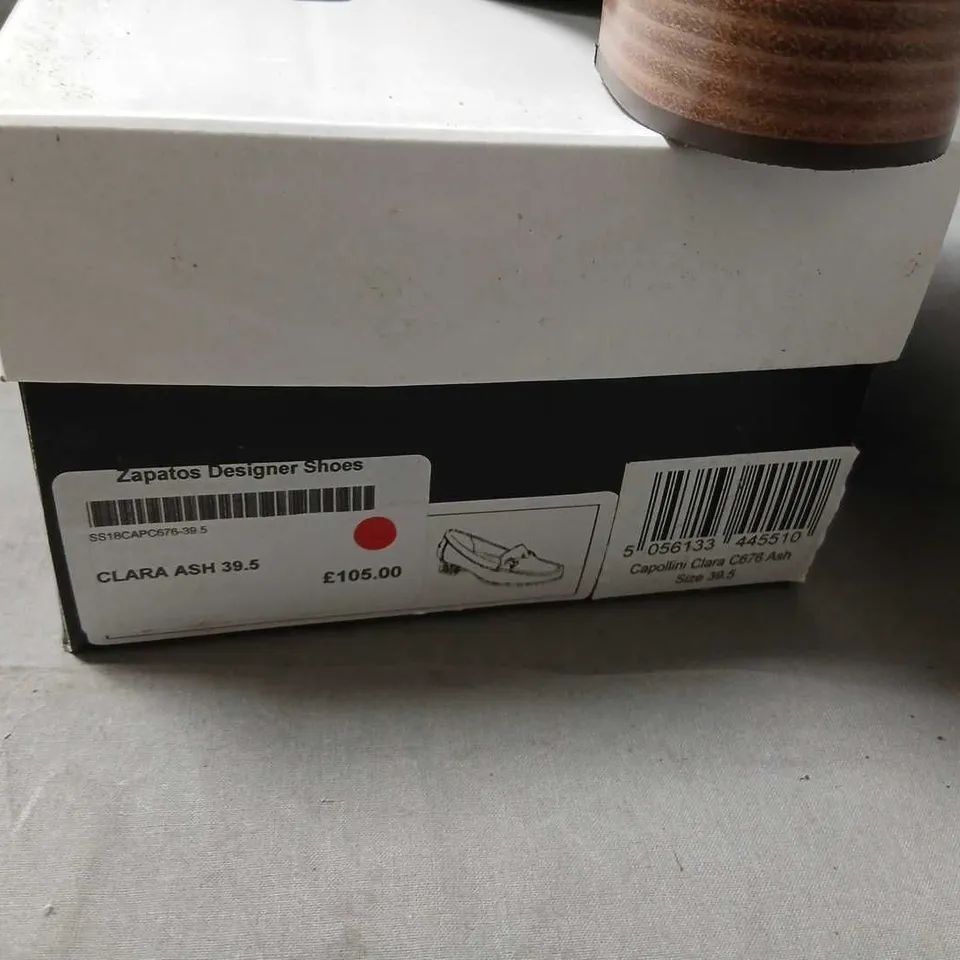 Zapatos Designer Shoes
SS18CAPC676-39.5
CLARA ASH 39.5
£105.00
5 056133 445510
Capollini Clara C676 Ash
Size 39.5